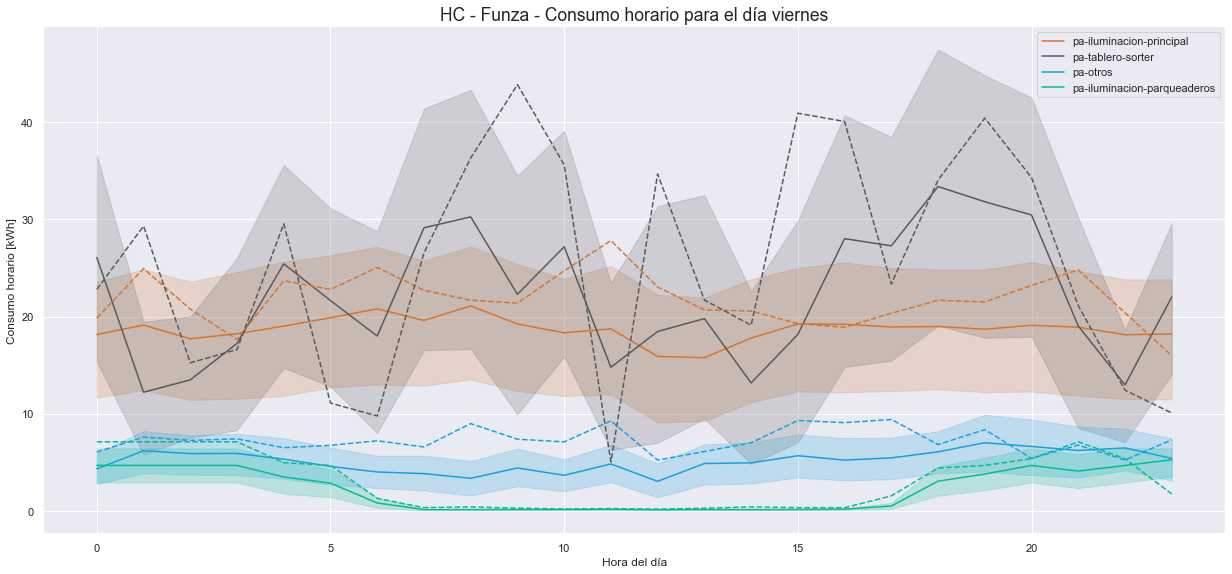 HC - Funza - Consumo horario para el día viernes
pa-iluminacion-principal
pa-tablero-sorter
pa-otros
pa-iluminacion-parqueaderos
Consumo horario [kWh]
40
30
20
10
0
0
5
10
15
20
Hora del día